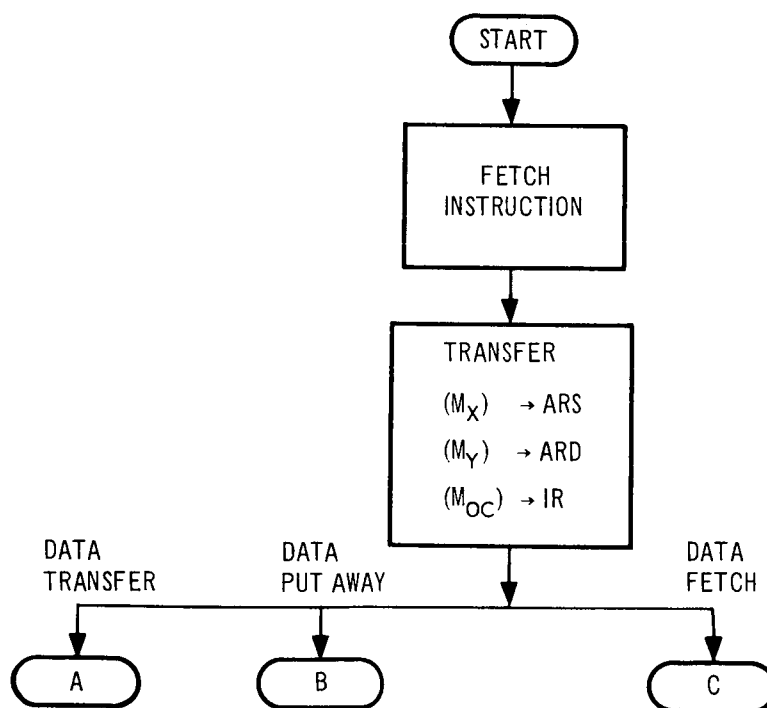 START
FETCH
INSTRUCTION
TRANSFER
(M_X) → ARS
(M_Y) → ARD
(M_OC) → IR
DATA
TRANSFER
DATA
PUT AWAY
DATA
FETCH
A
B
C